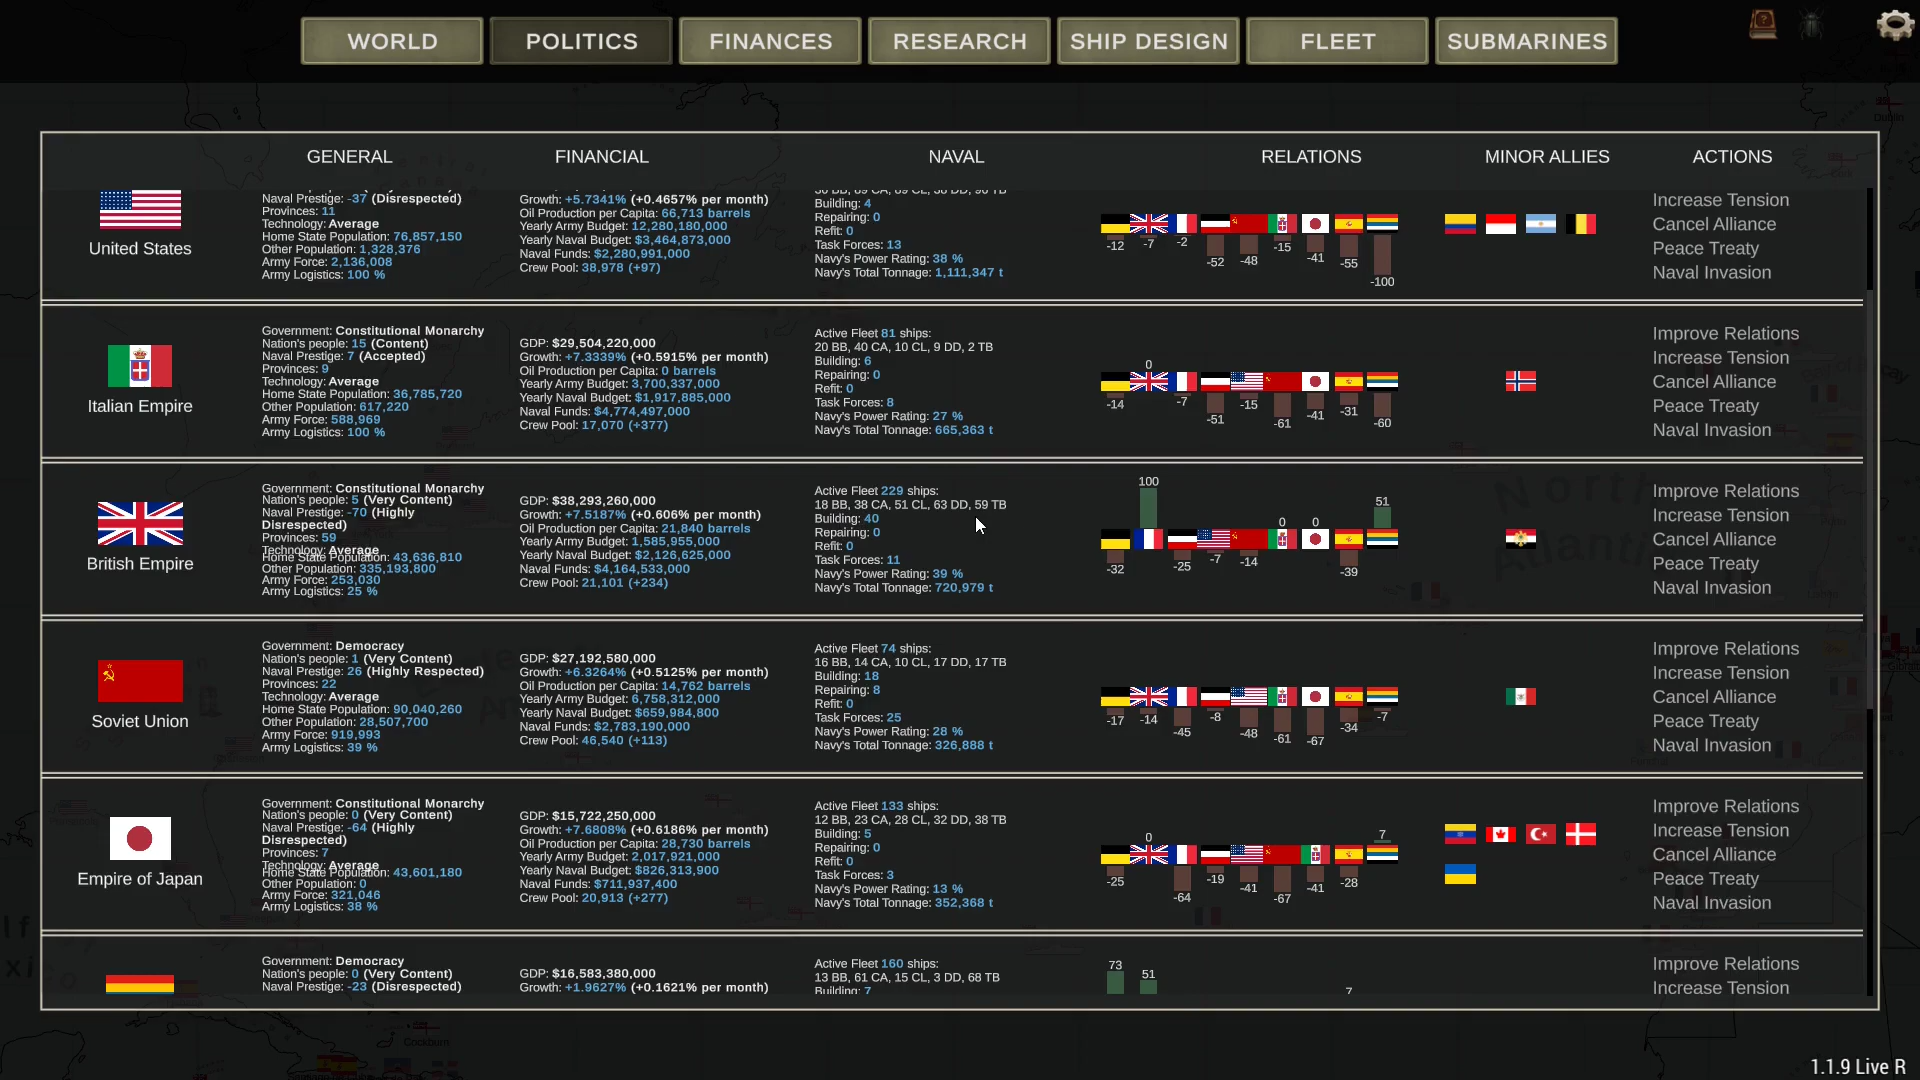 WORLD
POLITICS
FINANCES
RESEARCH
SHIP DESIGN
FLEET
SUBMARINES
GENERAL
FINANCIAL
NAVAL
RELATIONS
MINOR ALLIES
ACTIONS
United States
Naval Prestige: -37 (Disrespected)
Provinces: 11
Technology: Average
Home State Population: 76,857,150
Other Population: 1,328,376
Army Force: 2,136,008
Army Logistics: 100 %
Growth: +5.7341% (+0.4657% per month)
Oil Production per Capita: 66,713 barrels
Yearly Army Budget: 12,280,180,000
Yearly Naval Budget: $3,464,873,000
Naval Funds: $2,280,991,000
Crew Pool: 38,978 (+97)
Building: 4
Repairing: 0
Refit: 0
Task Forces: 13
Navy's Power Rating: 38 %
Navy's Total Tonnage: 1,111,347 t
-12
-7
-2
-52
-48
-15
-41
-55
-100
Increase Tension
Cancel Alliance
Peace Treaty
Naval Invasion
Italian Empire
Government: Constitutional Monarchy
Nation's people: 15 (Content)
Naval Prestige: 7 (Accepted)
Provinces: 9
Technology: Average
Home State Population: 36,785,720
Other Population: 617,220
Army Force: 588,969
Army Logistics: 100 %
GDP: $29,504,220,000
Growth: +7.3339% (+0.5915% per month)
Oil Production per Capita: 0 barrels
Yearly Army Budget: 3,700,337,000
Yearly Naval Budget: $1,917,885,000
Naval Funds: $4,774,497,000
Crew Pool: 17,070 (+377)
Active Fleet 81 ships:
20 BB, 40 CA, 10 CL, 9 DD, 2 TB
Building: 6
Repairing: 0
Refit: 0
Task Forces: 8
Navy's Power Rating: 27 %
Navy's Total Tonnage: 665,363 t
-14
0
-7
-51
-15
-61
-41
-31
-60
Improve Relations
Increase Tension
Cancel Alliance
Peace Treaty
Naval Invasion
British Empire
Government: Constitutional Monarchy
Nation's people: 5 (Very Content)
Naval Prestige: -70 (Highly
Disrespected)
Provinces: 59
Technology: Average
Home State Population: 43,636,810
Other Population: 335,193,800
Army Force: 253,030
Army Logistics: 25 %
GDP: $38,293,260,000
Growth: +7.5187% (+0.606% per month)
Oil Production per Capita: 21,840 barrels
Yearly Army Budget: 1,585,955,000
Yearly Naval Budget: $2,126,625,000
Naval Funds: $4,164,533,000
Crew Pool: 21,101 (+234)
Active Fleet 229 ships:
18 BB, 38 CA, 51 CL, 63 DD, 59 TB
Building: 40
Repairing: 0
Refit: 0
Task Forces: 11
Navy's Power Rating: 39 %
Navy's Total Tonnage: 720,979 t
-32
100
-25
-7
-14
0
0
-39
51
Improve Relations
Increase Tension
Cancel Alliance
Peace Treaty
Naval Invasion
Soviet Union
Government: Democracy
Nation's people: 1 (Very Content)
Naval Prestige: 26 (Highly Respected)
Provinces: 22
Technology: Average
Home State Population: 90,040,260
Other Population: 28,507,700
Army Force: 919,993
Army Logistics: 39 %
GDP: $27,192,580,000
Growth: +6.3264% (+0.5125% per month)
Oil Production per Capita: 14,762 barrels
Yearly Army Budget: 6,758,312,000
Yearly Naval Budget: $659,984,800
Naval Funds: $2,783,190,000
Crew Pool: 46,540 (+113)
Active Fleet 74 ships:
16 BB, 14 CA, 10 CL, 17 DD, 17 TB
Building: 18
Repairing: 8
Refit: 0
Task Forces: 25
Navy's Power Rating: 28 %
Navy's Total Tonnage: 326,888 t
-17
-14
-45
-8
-48
-61
-67
-34
-7
Improve Relations
Increase Tension
Cancel Alliance
Peace Treaty
Naval Invasion
Empire of Japan
Government: Constitutional Monarchy
Nation's people: 0 (Very Content)
Naval Prestige: -64 (Highly
Disrespected)
Provinces: 7
Technology: Average
Home State Population: 43,601,180
Other Population: 0
Army Force: 321,046
Army Logistics: 38 %
GDP: $15,722,250,000
Growth: +7.6808% (+0.6186% per month)
Oil Production per Capita: 28,730 barrels
Yearly Army Budget: 2,017,921,000
Yearly Naval Budget: $826,313,900
Naval Funds: $711,937,400
Crew Pool: 20,913 (+277)
Active Fleet 133 ships:
12 BB, 23 CA, 28 CL, 32 DD, 38 TB
Building: 5
Repairing: 0
Refit: 0
Task Forces: 3
Navy's Power Rating: 13 %
Navy's Total Tonnage: 352,368 t
-25
0
-64
-19
-41
-67
-41
-28
7
Improve Relations
Increase Tension
Cancel Alliance
Peace Treaty
Naval Invasion
Government: Democracy
Nation's people: 0 (Very Content)
Naval Prestige: -23 (Disrespected)
GDP: $16,583,380,000
Growth: +1.9627% (+0.1621% per month)
Active Fleet 160 ships:
13 BB, 61 CA, 15 CL, 3 DD, 68 TB
Building: 7
73
51
7
Improve Relations
Increase Tension
North
Atlantic
Dublin
Cockburn
1.1.9 Live R